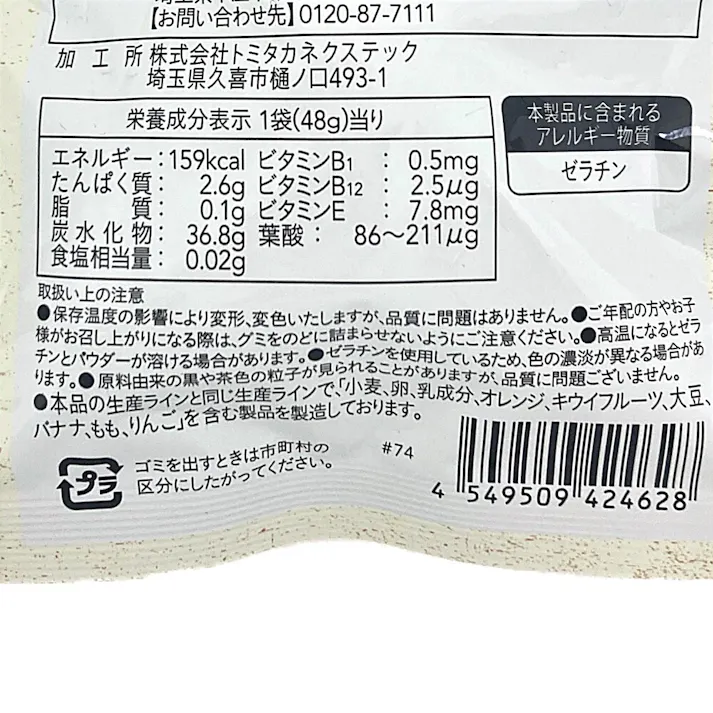 【お問い合わせ先】0120-87-7111
加工所 株式会社トミタカネクステック
埼玉県久喜市樋ノ口493-1
栄養成分表示 1袋(48g)当り
エネルギー：159kcal ビタミンB1 ： 0.5mg
たんぱく質： 2.6g ビタミンB12 ： 2.5μg
脂質： 0.1g ビタミンE ： 7.8mg
炭水化物： 36.8g 葉酸： 86～211μg
食塩相当量： 0.02g
本製品に含まれる
アレルギー物質
ゼラチン
取扱い上の注意
●保存温度の影響により変形、変色いたしますが、品質に問題はありません。●ご年配の方やお子
様がお召し上がりになる際は、グミをのどに詰まらせないようにご注意ください。●高温になるとゼラ
チンとパウダーが溶ける場合があります。●ゼラチンを使用しているため、色の濃淡が異なる場合があ
ります。●原料由来の黒や茶色の粒子が見られることがありますが、品質に問題ございません。
●本品の生産ラインと同じ生産ラインで、「小麦、卵、乳成分、オレンジ、キウイフルーツ、大豆、
バナナ、もも、りんご」を含む製品を製造しております。
プラ
ゴミを出すときは市町村の
区分にしたがってください。
#74
4 549509 424628